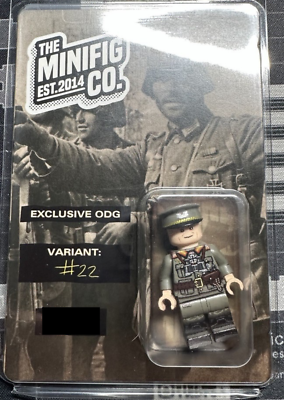 THE
MINIFIG
EST.2014 CO.
EXCLUSIVE ODG
VARIANT:
#22